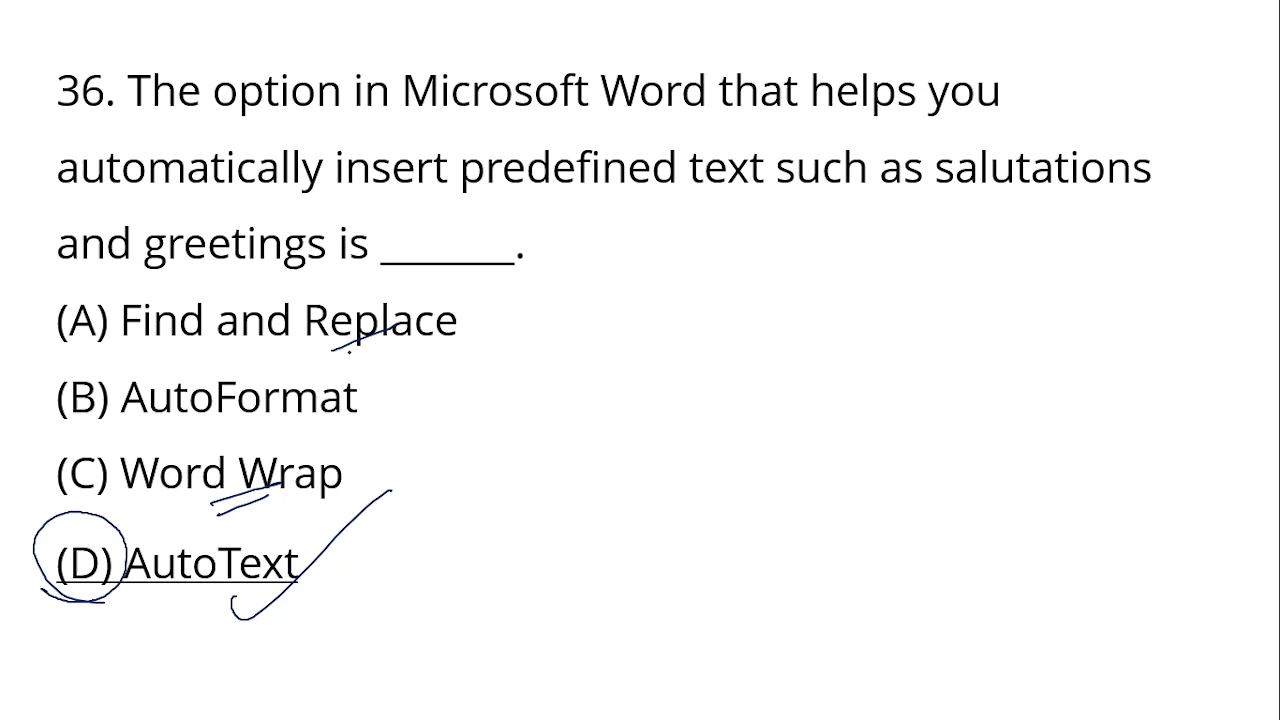 36. The option in Microsoft Word that helps you
automatically insert predefined text such as salutations
and greetings is _______.
(A) Find and Replace
(B) AutoFormat
(C) Word Wrap
(D) AutoText